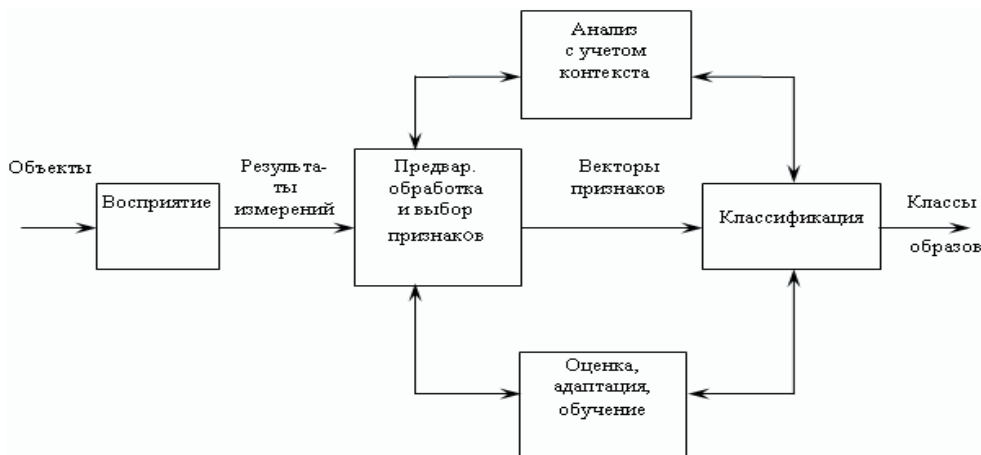 Анализ
с учетом
контекста
Объекты
Восприятие
Результа-
ты
измерений
Предвар.
обработка
и выбор
признаков
Векторы
признаков
Классификация
Классы
образов
Оценка,
адаптация,
обучение